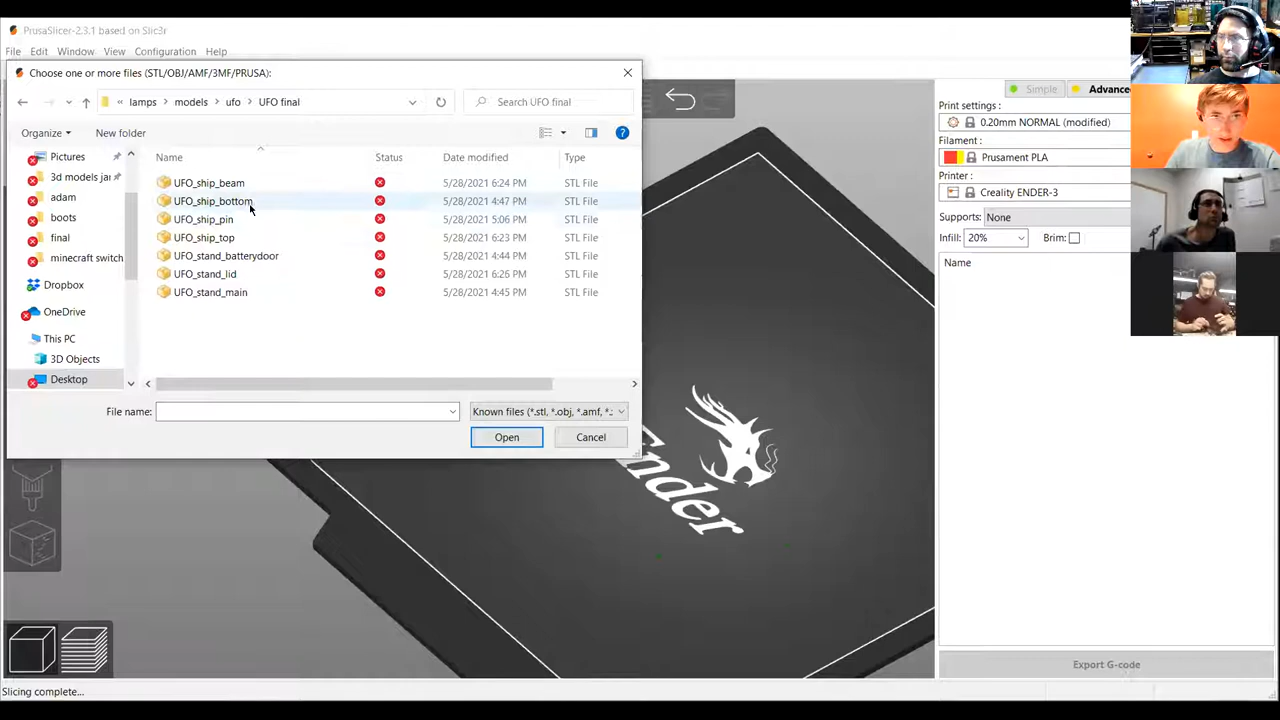 PrusaSlicer-2.3.1 based on Slic3r
File Edit Window View Configuration Help
Choose one or more files (STL/OBJ/AMF/3MF/PRUSA):
« lamps › models › ufo › UFO final
Search UFO final
Organize
New folder
Pictures
3d models jar
adam
boots
final
minecraft switch
Dropbox
OneDrive
This PC
3D Objects
Desktop
Name Status Date modified Type
UFO_ship_beam 5/28/2021 6:24 PM STL File
UFO_ship_bottom 5/28/2021 4:47 PM STL File
UFO_ship_pin 5/28/2021 5:06 PM STL File
UFO_ship_top 5/28/2021 6:23 PM STL File
UFO_stand_batterydoor 5/28/2021 4:44 PM STL File
UFO_stand_lid 5/28/2021 6:26 PM STL File
UFO_stand_main 5/28/2021 4:45 PM STL File
File name:
Known files (*.stl, *.obj, *.amf, *.:
Open
Cancel
Ender
Simple
Advance
Print settings:
0.20mm NORMAL (modified)
Filament:
Prusament PLA
Printer:
Creality ENDER-3
Supports: None
Infill: 20% Brim:
Name
Export G-code
Slicing complete...